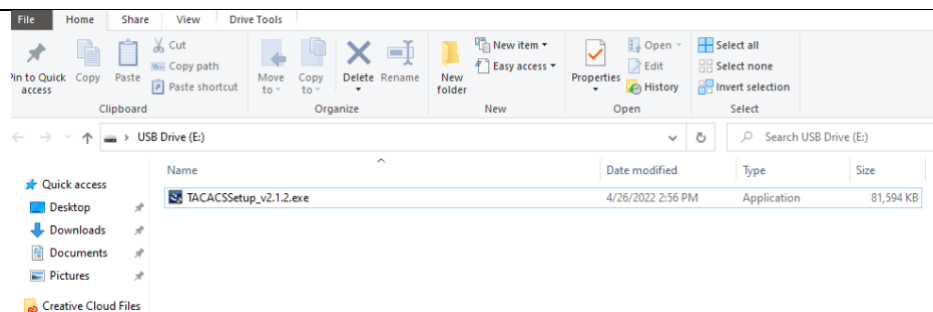 File Home Share View Drive Tools
Pin to Quick access
Copy
Paste
Cut
Copy path
Paste shortcut
Clipboard
Move to
Copy to
Delete
Rename
Organize
New folder
New item
Easy access
New
Properties
Open
Edit
History
Open
Select all
Select none
Invert selection
Select
USB Drive (E:)
Search USB Drive (E:)
Name Date modified Type Size
TACACSSetup_v2.1.2.exe 4/26/2022 2:56 PM Application 81,594 KB
Quick access
Desktop
Downloads
Documents
Pictures
Creative Cloud Files